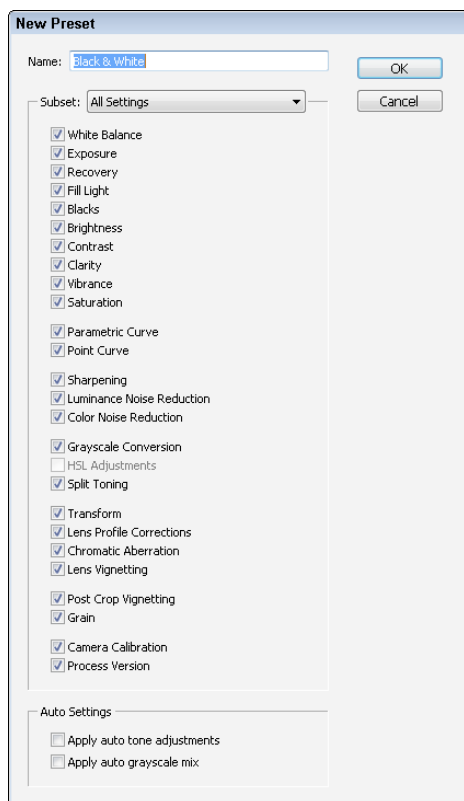 New Preset
Name: Black & White
OK
Subset: All Settings
Cancel
White Balance
Exposure
Recovery
Fill Light
Blacks
Brightness
Contrast
Clarity
Vibrance
Saturation
Parametric Curve
Point Curve
Sharpening
Luminance Noise Reduction
Color Noise Reduction
Grayscale Conversion
HSL Adjustments
Split Toning
Transform
Lens Profile Corrections
Chromatic Aberration
Lens Vignetting
Post Crop Vignetting
Grain
Camera Calibration
Process Version
Auto Settings
Apply auto tone adjustments
Apply auto grayscale mix